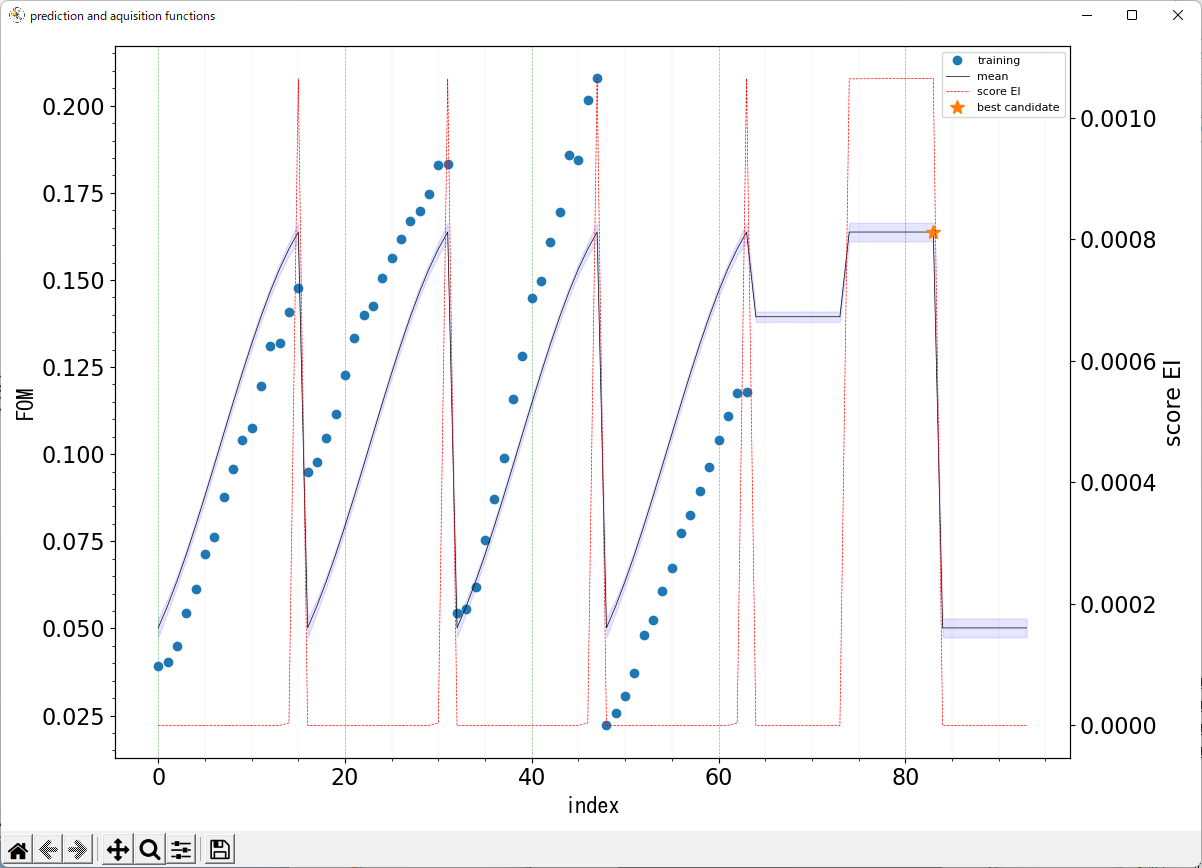 prediction and aquisition functions
training
mean
score EI
best candidate
0.200
0.175
0.150
0.125
0.100
0.075
0.050
0.025
FOM
0.0010
0.0008
0.0006
0.0004
0.0002
0.0000
score EI
0
20
40
60
80
index